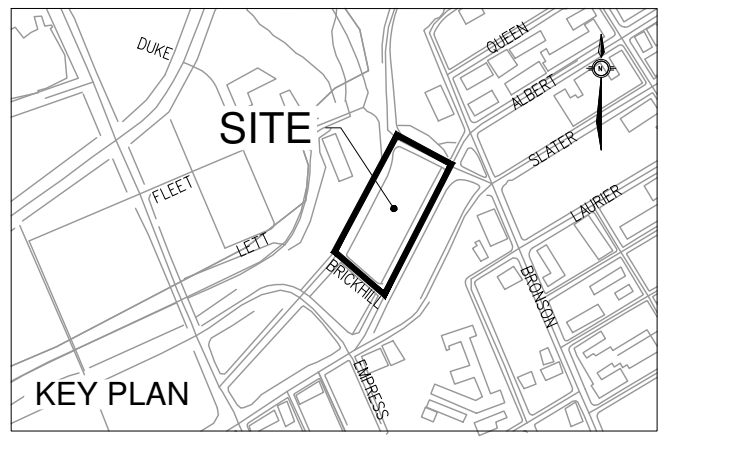 DUKE
QUEEN
N
ALBERT
SITE
SLATER
FLEET
LAURIER
LETT
BRICKHILL
BRONSON
EMPRESS
KEY PLAN